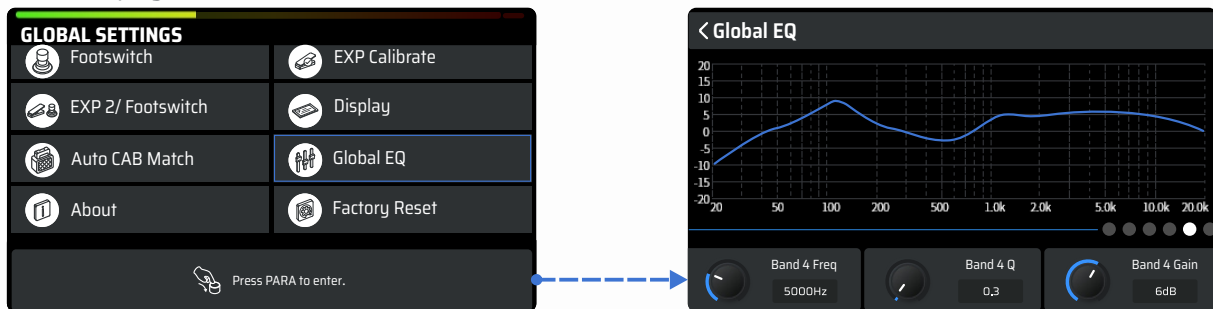 GLOBAL SETTINGS
Footswitch
EXP Calibrate
EXP 2/ Footswitch
Display
Auto CAB Match
Global EQ
About
Factory Reset
Press PARA to enter.
Global EQ
20
15
10
5
0
-5
-10
-15
-20
20 50 100 200 500 1.0k 2.0k 5.0k 10.0k 20.0k
Band 4 Freq
5000Hz
Band 4 Q
0.3
Band 4 Gain
6dB